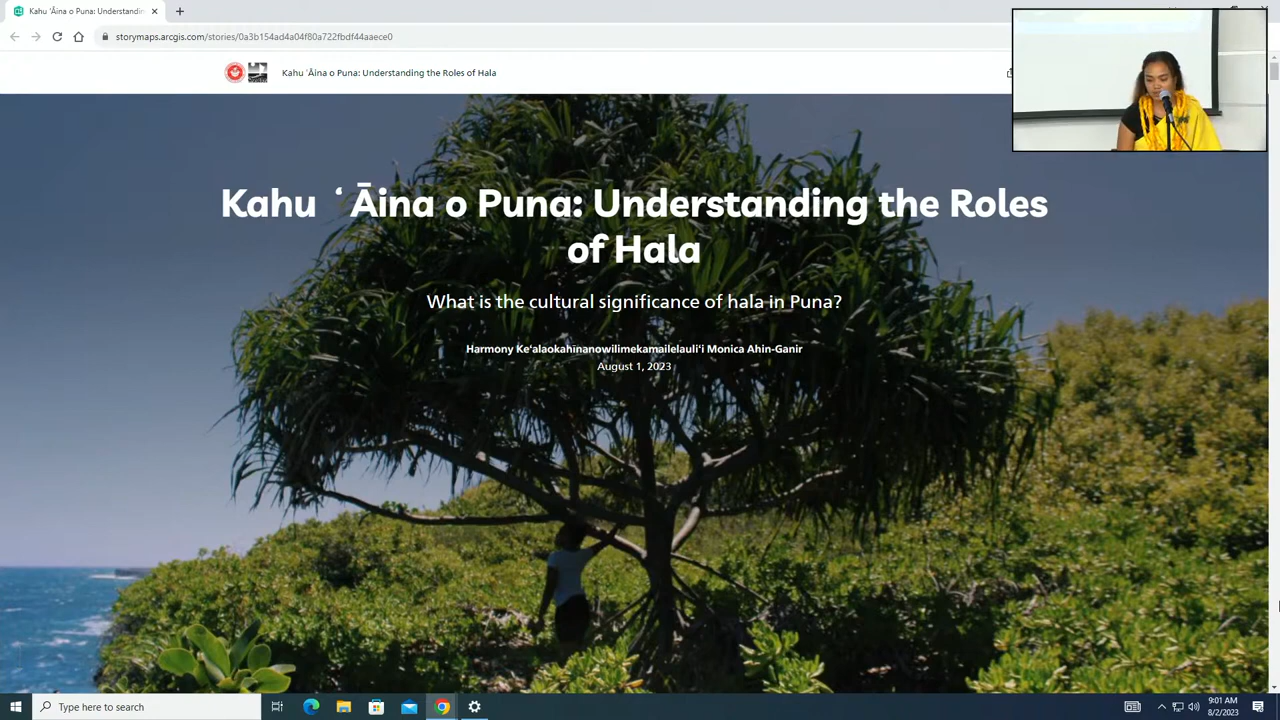 Kahu ʻĀina o Puna: Understandin
storymaps.arcgis.com/stories/0a3b154ad4a04f80a722fbdf44aaece0
Kahu ʻĀina o Puna: Understanding the Roles of Hala
Kahu ʻĀina o Puna: Understanding the Roles
of Hala
What is the cultural significance of hala in Puna?
Harmony Keʻalaokahīnanowilimekamailelauliʻi Monica Ahin-Ganir
August 1, 2023
Type here to search
9:01 AM
8/2/2023